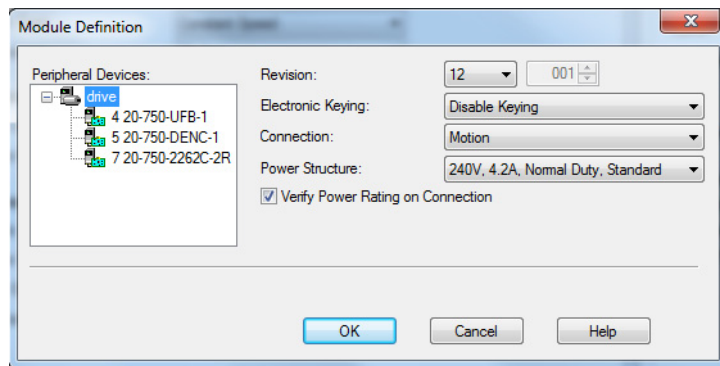 Module Definition
Peripheral Devices:
drive
4 20-750-UFB-1
5 20-750-DENC-1
7 20-750-2262C-2R
Revision: 12 001
Electronic Keying: Disable Keying
Connection: Motion
Power Structure: 240V, 4.2A, Normal Duty, Standard
Verify Power Rating on Connection
OK Cancel Help